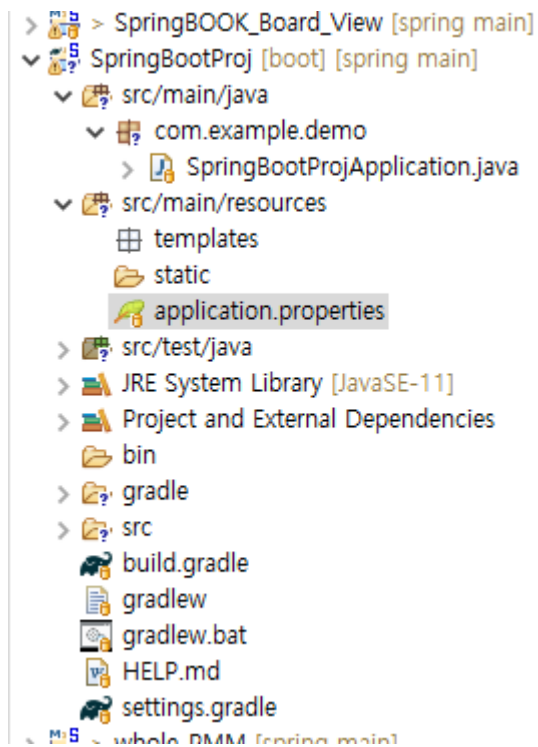 > SpringBOOK_Board_View [spring main]
SpringBootProj [boot] [spring main]
src/main/java
com.example.demo
SpringBootProjApplication.java
src/main/resources
templates
static
application.properties
src/test/java
JRE System Library [JavaSE-11]
Project and External Dependencies
bin
gradle
src
build.gradle
gradlew
gradlew.bat
HELP.md
settings.gradle
> whole_PMM [spring main]